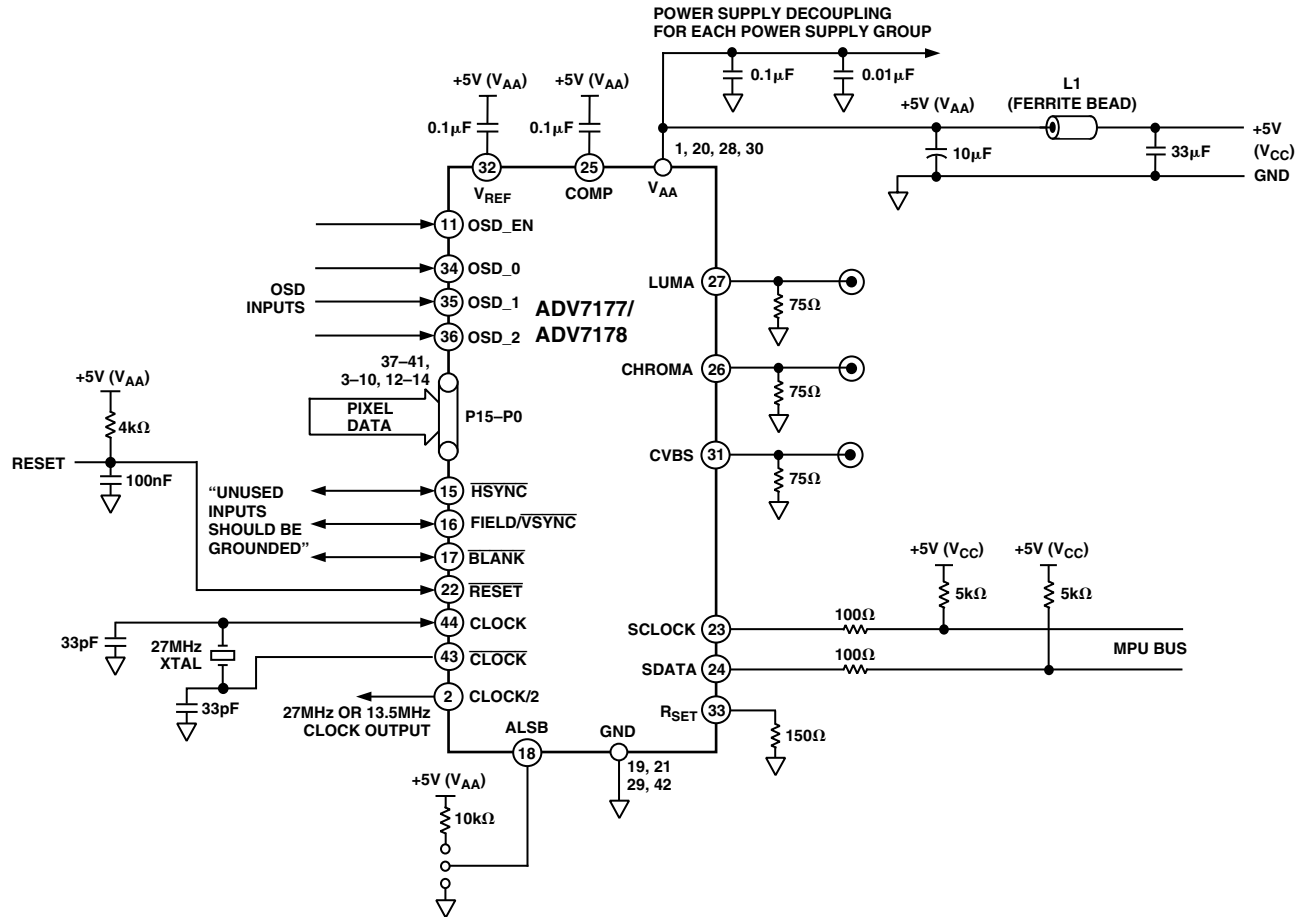 POWER SUPPLY DECOUPLING
FOR EACH POWER SUPPLY GROUP
0.1μF
0.01μF
+5V (VAA)
+5V (VAA)
0.1μF
0.1μF
L1
(FERRITE BEAD)
+5V (VAA)
+5V
(VCC)
10μF
33μF
GND
1, 20, 28, 30
32
25
VREF
COMP
VAA
11
OSD_EN
34
OSD_0
OSD
INPUTS
35
OSD_1
36
OSD_2
ADV7177/
ADV7178
LUMA
27
75Ω
CHROMA
26
75Ω
CVBS
31
75Ω
37–41,
3–10, 12–14
PIXEL
DATA
P15–P0
+5V (VAA)
4kΩ
RESET
100nF
“UNUSED
INPUTS
SHOULD BE
GROUNDED”
15
HSYNC
16
FIELD/VSYNC
17
BLANK
22
RESET
44
CLOCK
33pF
27MHz
XTAL
43
CLOCK
33pF
2
CLOCK/2
27MHz OR 13.5MHz
CLOCK OUTPUT
+5V (VCC)
+5V (VCC)
5kΩ
5kΩ
SCLOCK
23
100Ω
MPU BUS
SDATA
24
100Ω
RSET
33
150Ω
ALSB
18
GND
19, 21
29, 42
+5V (VAA)
10kΩ